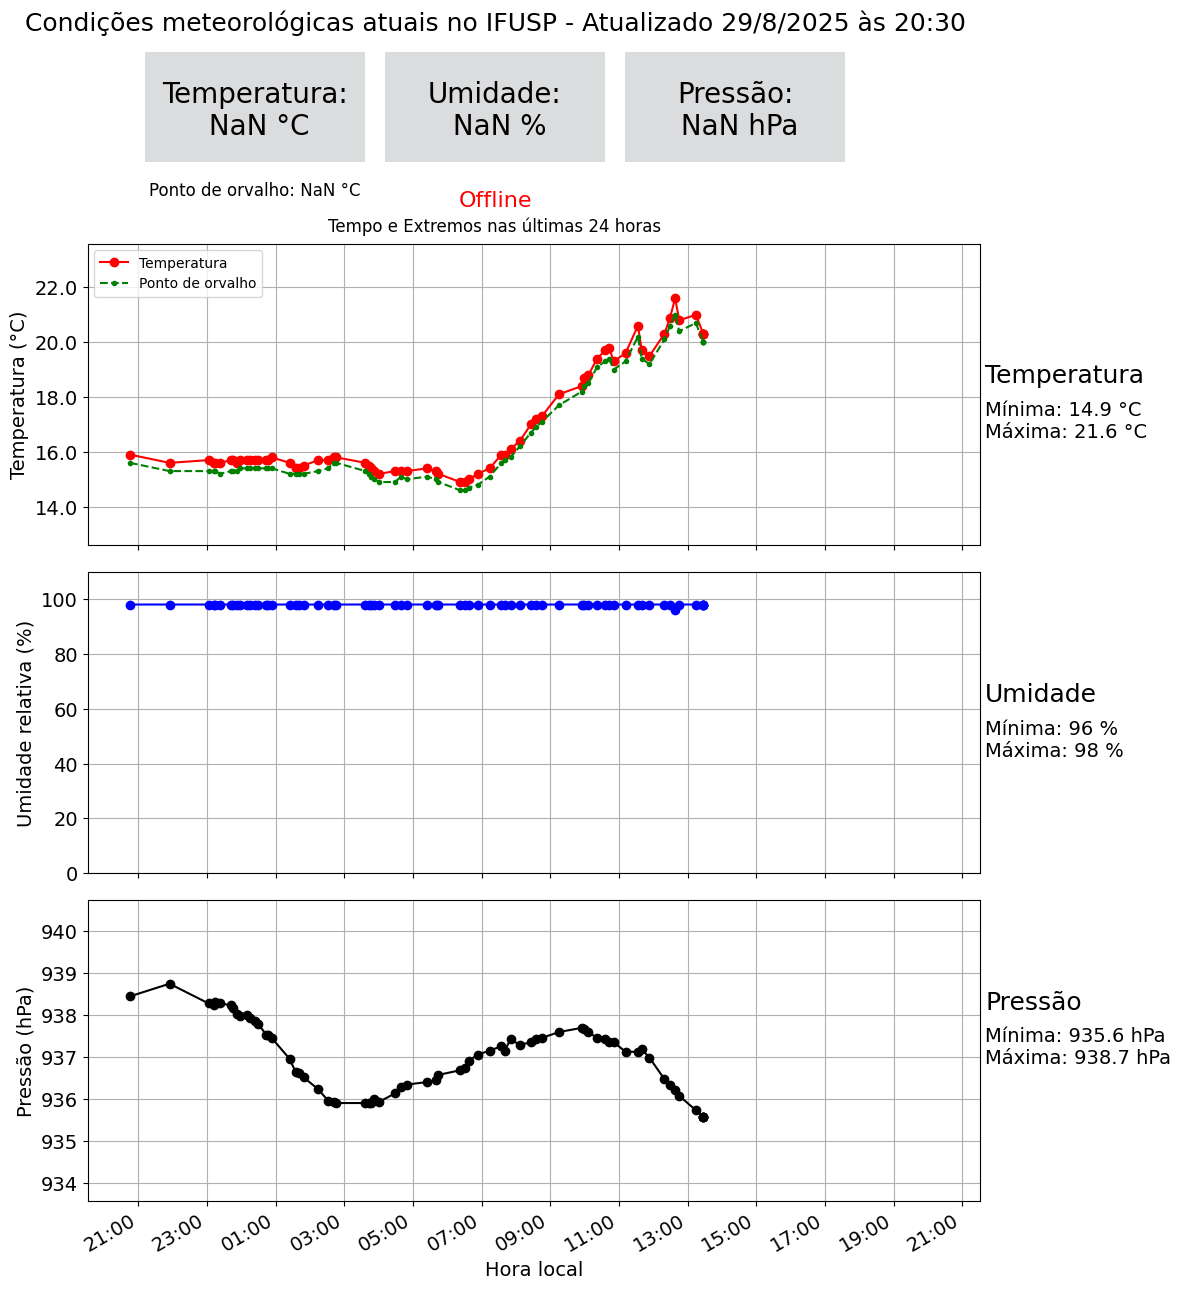 Condições meteorológicas atuais no IFUSP - Atualizado 29/8/2025 às 20:30
Temperatura:
NaN °C
Umidade:
NaN %
Pressão:
NaN hPa
Ponto de orvalho: NaN °C
Offline
Tempo e Extremos nas últimas 24 horas
Temperatura
Ponto de orvalho
Temperatura (°C)
22.0
20.0
18.0
16.0
14.0
Temperatura
Mínima: 14.9 °C
Máxima: 21.6 °C
Umidade relativa (%)
100
80
60
40
20
0
Umidade
Mínima: 96 %
Máxima: 98 %
Pressão (hPa)
940
939
938
937
936
935
934
Pressão
Mínima: 935.6 hPa
Máxima: 938.7 hPa
21:00 23:00 01:00 03:00 05:00 07:00 09:00 11:00 13:00 15:00 17:00 19:00 21:00
Hora local